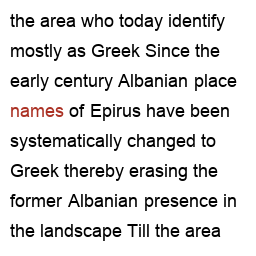 the area who today identify
mostly as Greek Since the
early century Albanian place
names of Epirus have been
systematically changed to
Greek thereby erasing the
former Albanian presence in
the landscape Till the area